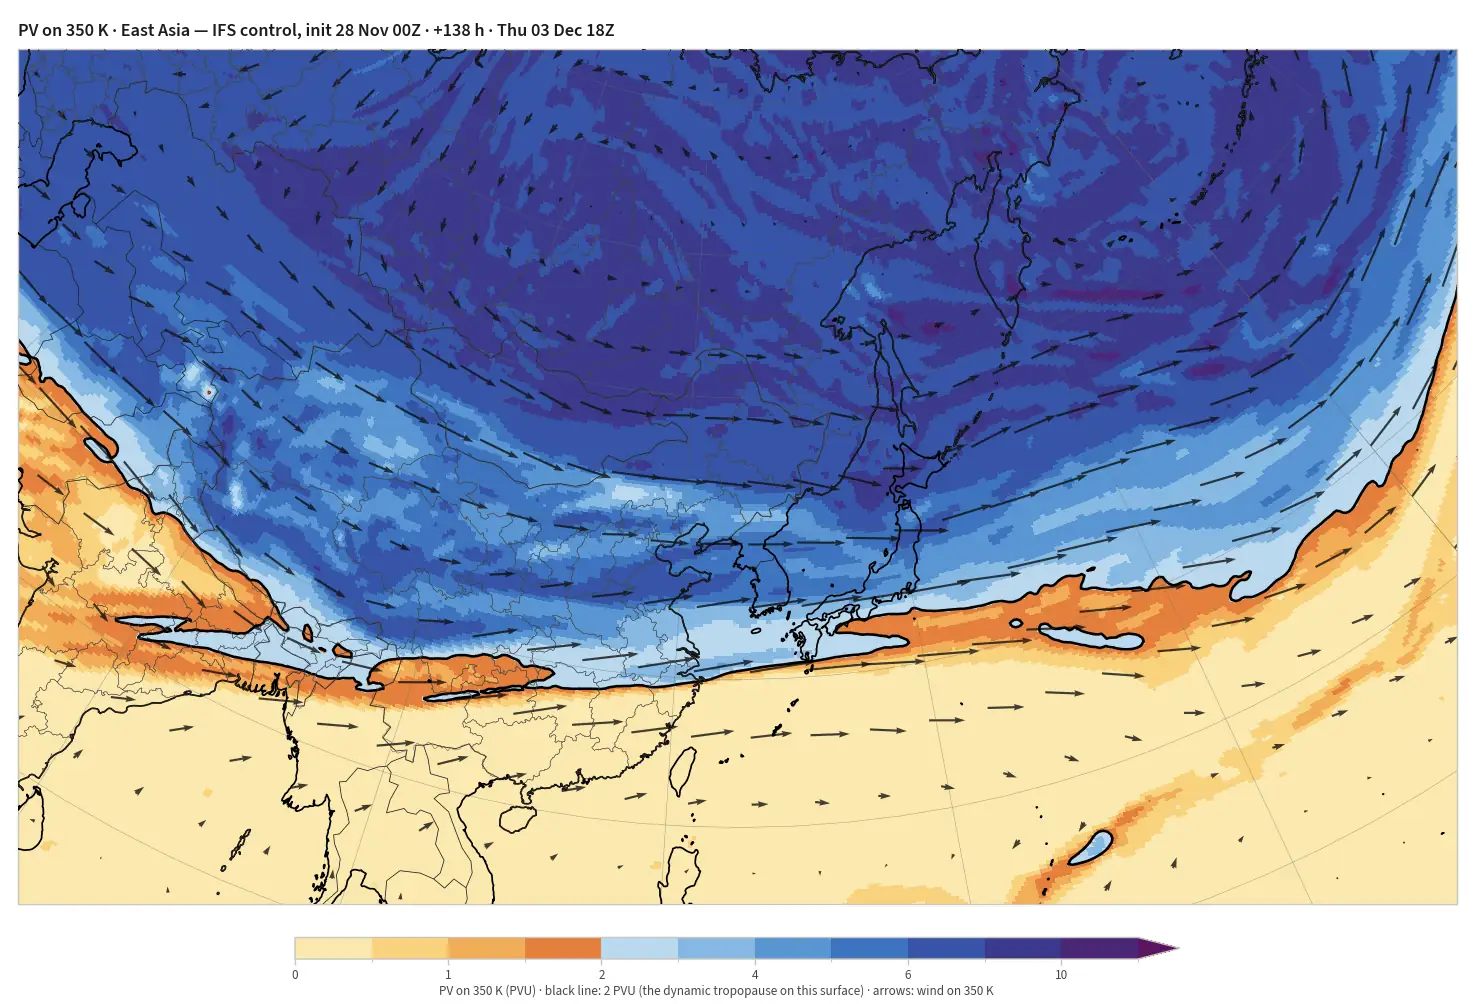 PV on 350 K · East Asia — IFS control, init 28 Nov 00Z · +138 h · Thu 03 Dec 18Z
0 1 2 4 6 10
PV on 350 K (PVU) · black line: 2 PVU (the dynamic tropopause on this surface) · arrows: wind on 350 K